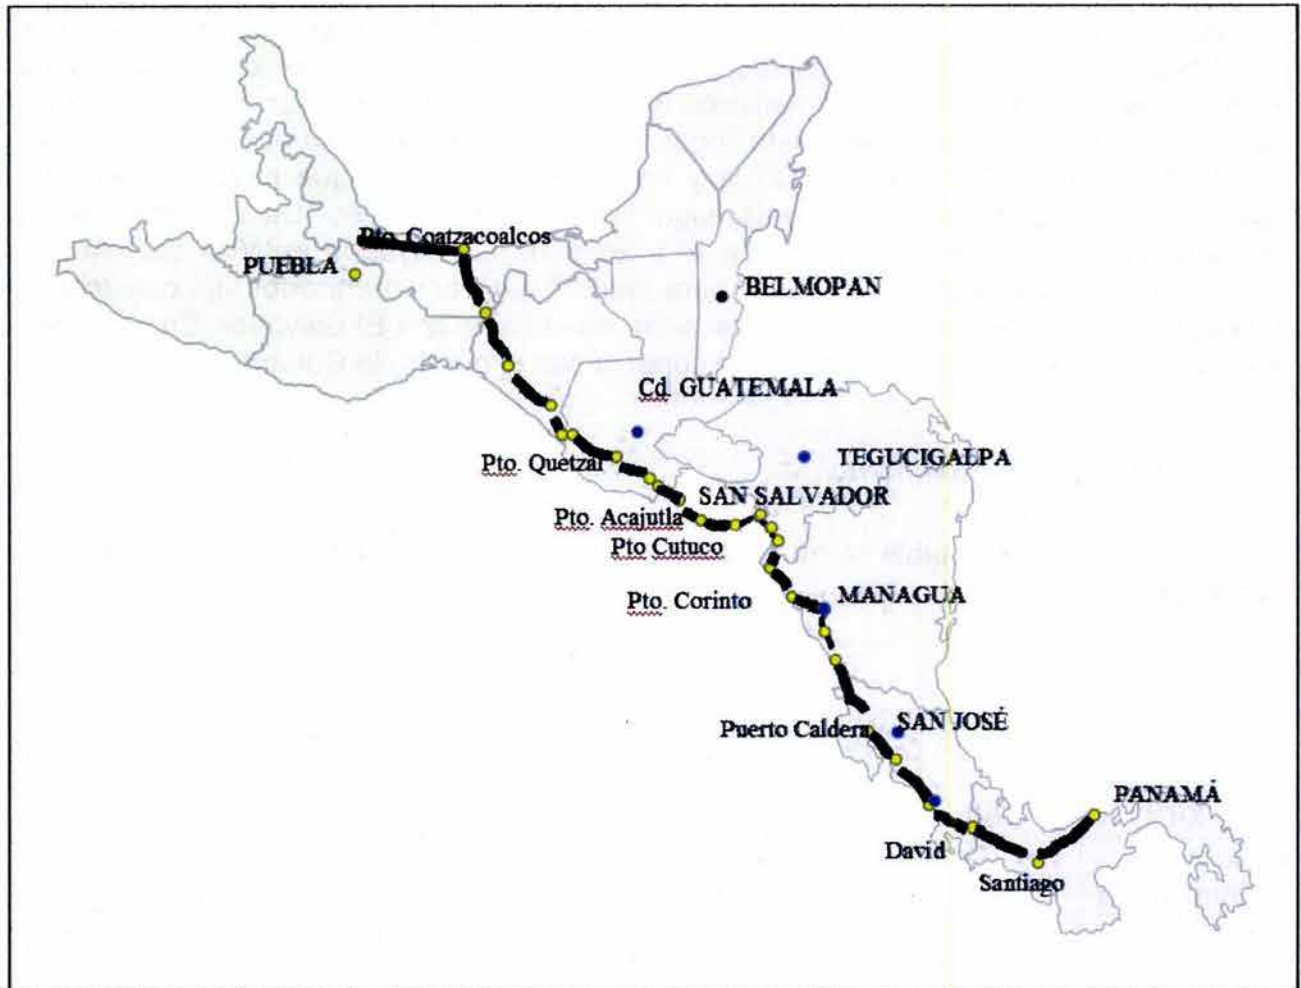 Pto. Coatzacoalcos
PUEBLA
BELMOPAN
Cd. GUATEMALA
TEGUCIGALPA
Pto. Quetzal
SAN SALVADOR
Pto. Acajutla
Pto Cutuco
Pto. Corinto
MANAGUA
SAN JOSÉ
Puerto Caldera
PANAMÁ
David
Santiago